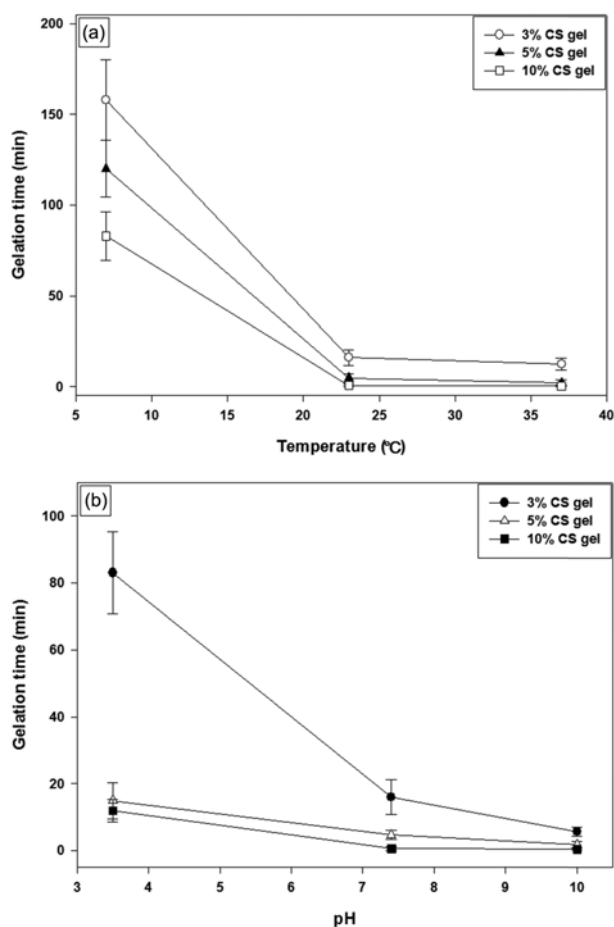 (a)
3% CS gel
5% CS gel
10% CS gel
200
150
100
50
0
Gelation time (min)
5 10 15 20 25 30 35 40
Temperature (℃)
(b)
3% CS gel
5% CS gel
10% CS gel
100
80
60
40
20
0
Gelation time (min)
3 4 5 6 7 8 9 10
pH